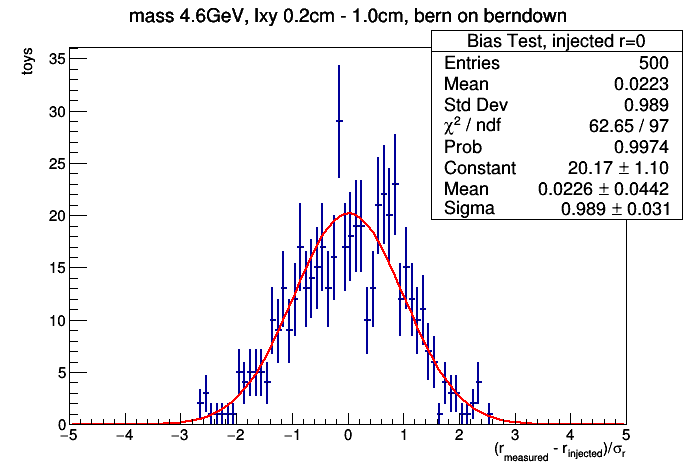 mass 4.6GeV, lxy 0.2cm - 1.0cm, bern on berndown
toys
Bias Test, injected r=0
Entries 500
Mean 0.0223
Std Dev 0.989
χ² / ndf 62.65 / 97
Prob 0.9974
Constant 20.17 ± 1.10
Mean 0.0226 ± 0.0442
Sigma 0.989 ± 0.031
35
30
25
20
15
10
5
0
−5 −4 −3 −2 −1 0 1 2 3 4 5
(r_measured - r_injected)/σ_r